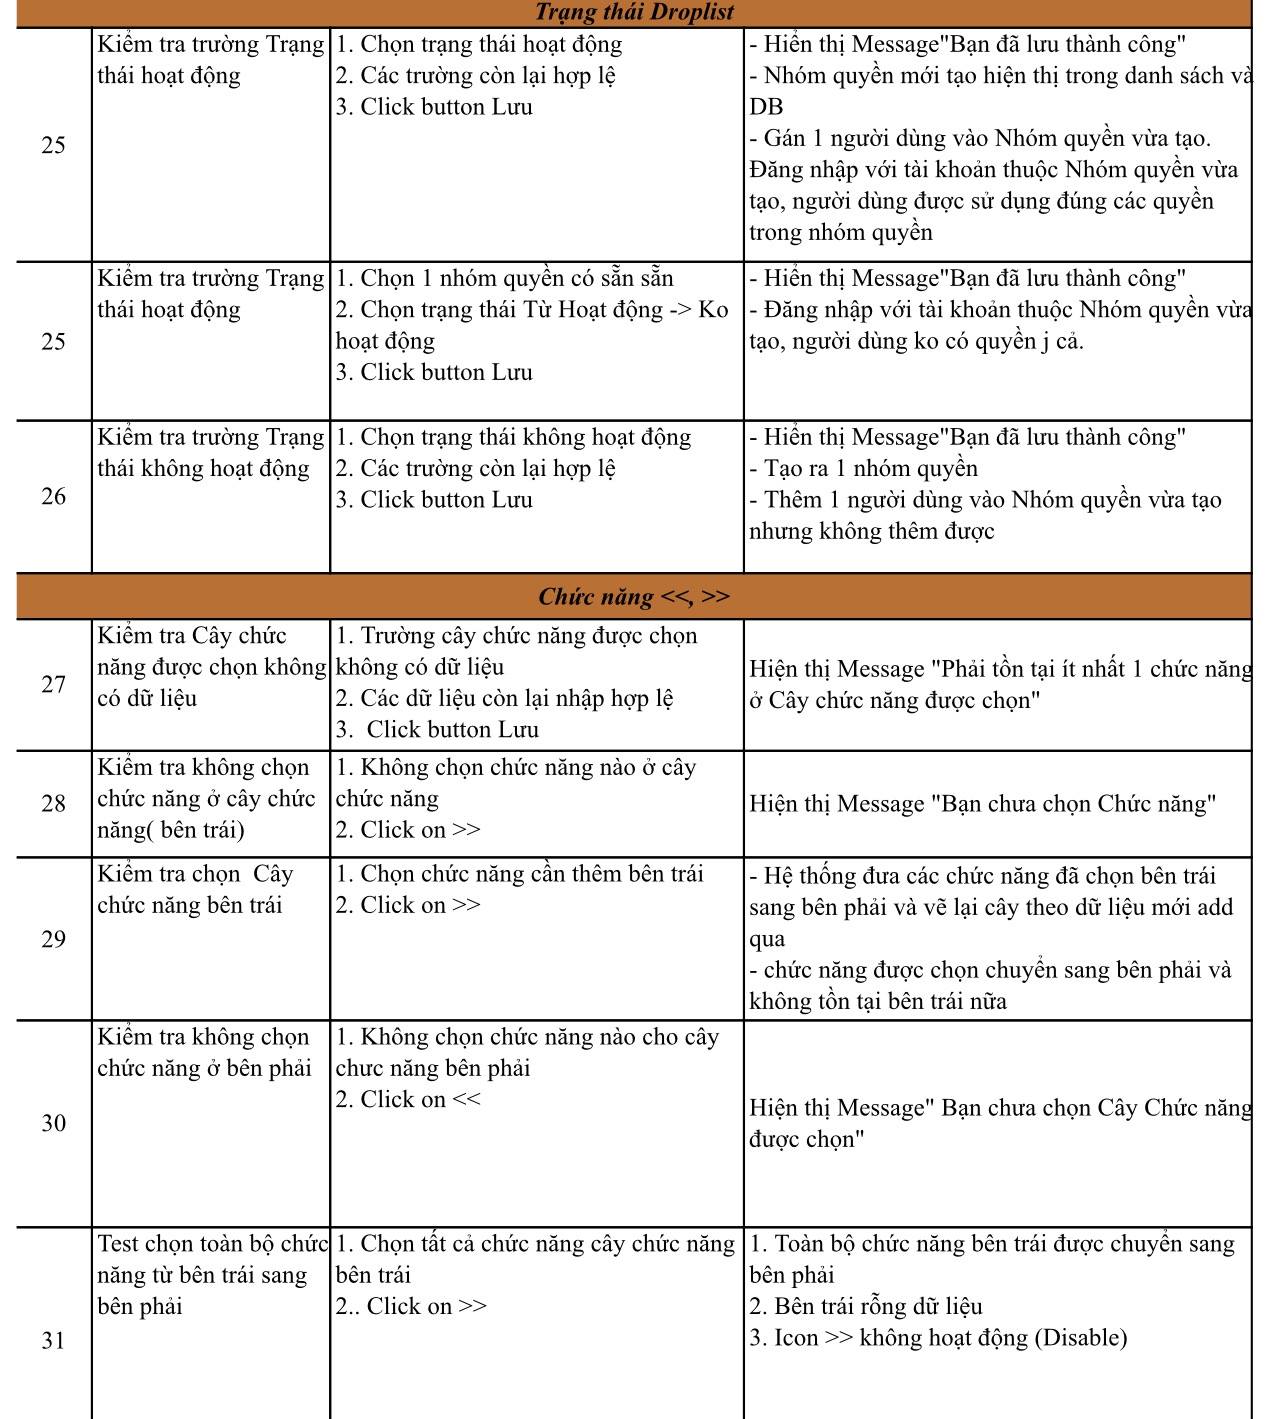 Trạng thái Droplist
25
Kiểm tra trường Trạng
thái hoạt động
1. Chọn trạng thái hoạt động
2. Các trường còn lại hợp lệ
3. Click button Lưu
- Hiển thị Message"Bạn đã lưu thành công"
- Nhóm quyền mới tạo hiện thị trong danh sách và
DB
- Gán 1 người dùng vào Nhóm quyền vừa tạo.
Đăng nhập với tài khoản thuộc Nhóm quyền vừa
tạo, người dùng được sử dụng đúng các quyền
trong nhóm quyền
25
Kiểm tra trường Trạng
thái hoạt động
1. Chọn 1 nhóm quyền có sẵn sẵn
2. Chọn trạng thái Từ Hoạt động -> Ko
hoạt động
3. Click button Lưu
- Hiển thị Message"Bạn đã lưu thành công"
- Đăng nhập với tài khoản thuộc Nhóm quyền vừa
tạo, người dùng ko có quyền j cả.
26
Kiểm tra trường Trạng
thái không hoạt động
1. Chọn trạng thái không hoạt động
2. Các trường còn lại hợp lệ
3. Click button Lưu
- Hiển thị Message"Bạn đã lưu thành công"
- Tạo ra 1 nhóm quyền
- Thêm 1 người dùng vào Nhóm quyền vừa tạo
nhưng không thêm được
Chức năng <<, >>
27
Kiểm tra Cây chức
năng được chọn không
có dữ liệu
1. Trường cây chức năng được chọn
không có dữ liệu
2. Các dữ liệu còn lại nhập hợp lệ
3.  Click button Lưu
Hiện thị Message "Phải tồn tại ít nhất 1 chức năng
ở Cây chức năng được chọn"
28
Kiểm tra không chọn
chức năng ở cây chức
năng( bên trái)
1. Không chọn chức năng nào ở cây
chức năng
2. Click on >>
Hiện thị Message "Bạn chưa chọn Chức năng"
29
Kiểm tra chọn  Cây
chức năng bên trái
1. Chọn chức năng cần thêm bên trái
2. Click on >>
- Hệ thống đưa các chức năng đã chọn bên trái
sang bên phải và vẽ lại cây theo dữ liệu mới add
qua
- chức năng được chọn chuyển sang bên phải và
không tồn tại bên trái nữa
30
Kiểm tra không chọn
chức năng ở bên phải
1. Không chọn chức năng nào cho cây
chưc năng bên phải
2. Click on <<
Hiện thị Message" Bạn chưa chọn Cây Chức năng
được chọn"
31
Test chọn toàn bộ chức
năng từ bên trái sang
bên phải
1. Chọn tất cả chức năng cây chức năng
bên trái
2.. Click on >>
1. Toàn bộ chức năng bên trái được chuyển sang
bên phải
2. Bên trái rỗng dữ liệu
3. Icon >> không hoạt động (Disable)